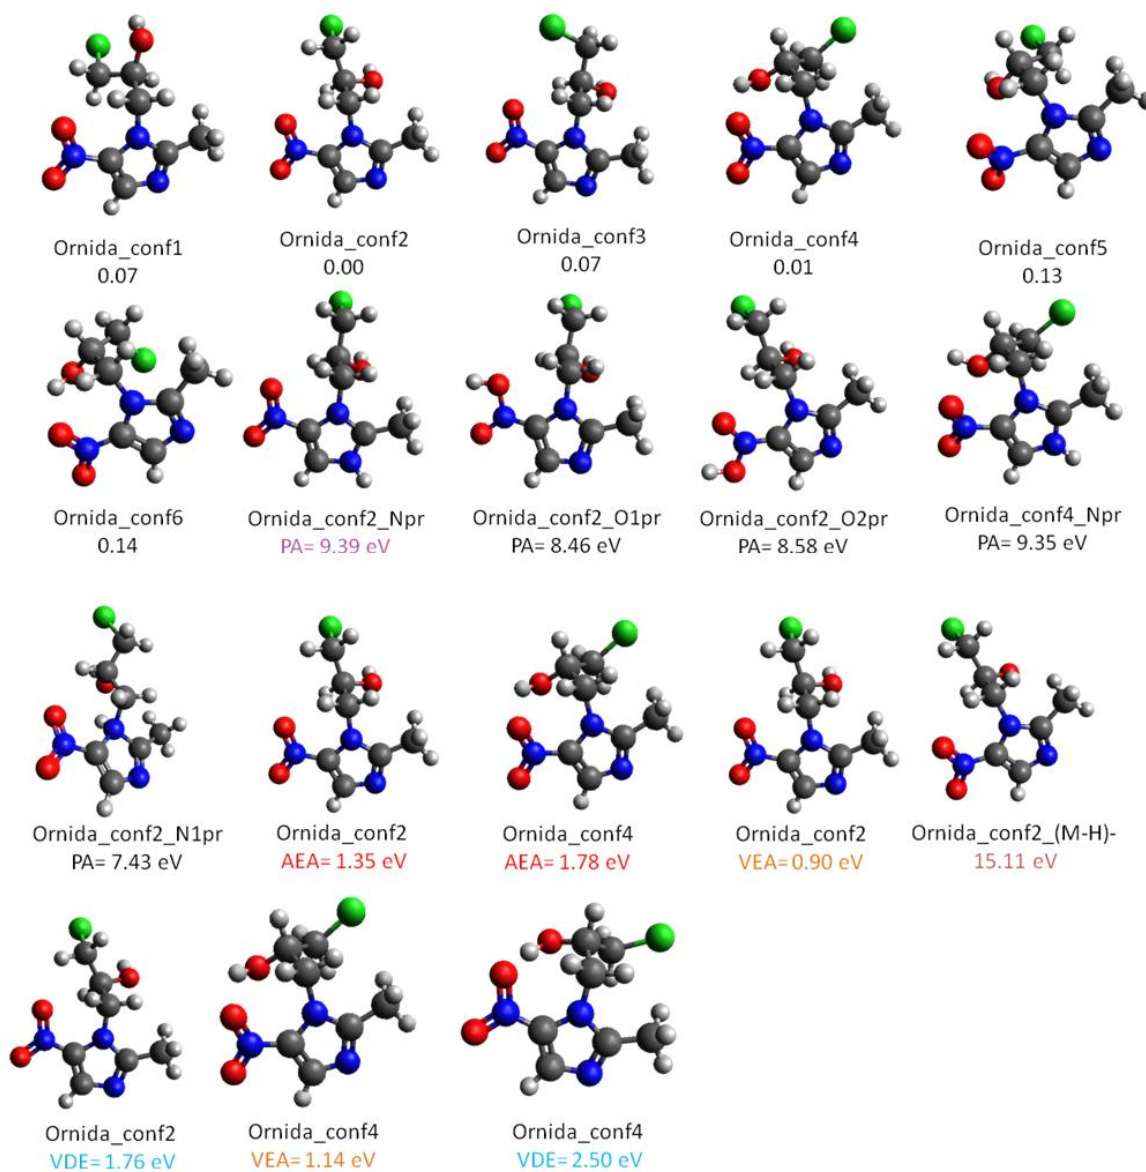 Ornida_conf1
0.07
Ornida_conf2
0.00
Ornida_conf3
0.07
Ornida_conf4
0.01
Ornida_conf5
0.13
Ornida_conf6
0.14
Ornida_conf2_Npr
PA= 9.39 eV
Ornida_conf2_O1pr
PA= 8.46 eV
Ornida_conf2_O2pr
PA= 8.58 eV
Ornida_conf4_Npr
PA= 9.35 eV
Ornida_conf2_N1pr
PA= 7.43 eV
Ornida_conf2
AEA= 1.35 eV
Ornida_conf4
AEA= 1.78 eV
Ornida_conf2
VEA= 0.90 eV
Ornida_conf2_(M-H)-
15.11 eV
Ornida_conf2
VDE= 1.76 eV
Ornida_conf4
VEA= 1.14 eV
Ornida_conf4
VDE= 2.50 eV